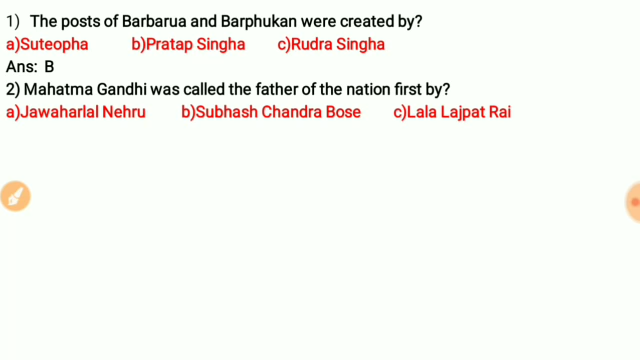 1) The posts of Barbarua and Barphukan were created by?
a)Suteopha b)Pratap Singha c)Rudra Singha
Ans: B
2) Mahatma Gandhi was called the father of the nation first by?
a)Jawaharlal Nehru b)Subhash Chandra Bose c)Lala Lajpat Rai